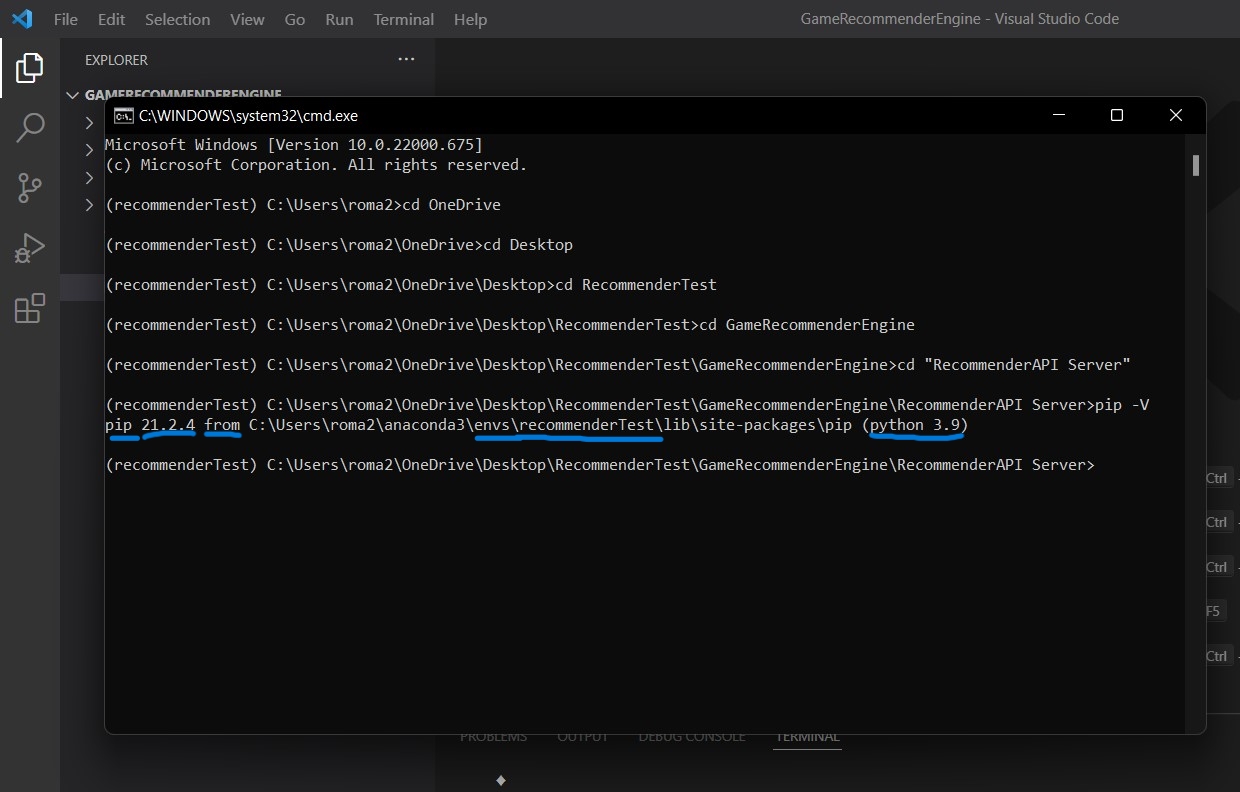 File Edit Selection View Go Run Terminal Help GameRecommenderEngine - Visual Studio Code
EXPLORER ···
GAMERECOMMENDERENGINE
C:\WINDOWS\system32\cmd.exe
Microsoft Windows [Version 10.0.22000.675]
(c) Microsoft Corporation. All rights reserved.
(recommenderTest) C:\Users\roma2>cd OneDrive
(recommenderTest) C:\Users\roma2\OneDrive>cd Desktop
(recommenderTest) C:\Users\roma2\OneDrive\Desktop>cd RecommenderTest
(recommenderTest) C:\Users\roma2\OneDrive\Desktop\RecommenderTest>cd GameRecommenderEngine
(recommenderTest) C:\Users\roma2\OneDrive\Desktop\RecommenderTest\GameRecommenderEngine>cd "RecommenderAPI Server"
(recommenderTest) C:\Users\roma2\OneDrive\Desktop\RecommenderTest\GameRecommenderEngine\RecommenderAPI Server>pip -V
pip 21.2.4 from C:\Users\roma2\anaconda3\envs\recommenderTest\lib\site-packages\pip (python 3.9)
(recommenderTest) C:\Users\roma2\OneDrive\Desktop\RecommenderTest\GameRecommenderEngine\RecommenderAPI Server>
Ctrl
Ctrl
Ctrl
F5
Ctrl
PROBLEMS OUTPUT DEBUG CONSOLE TERMINAL